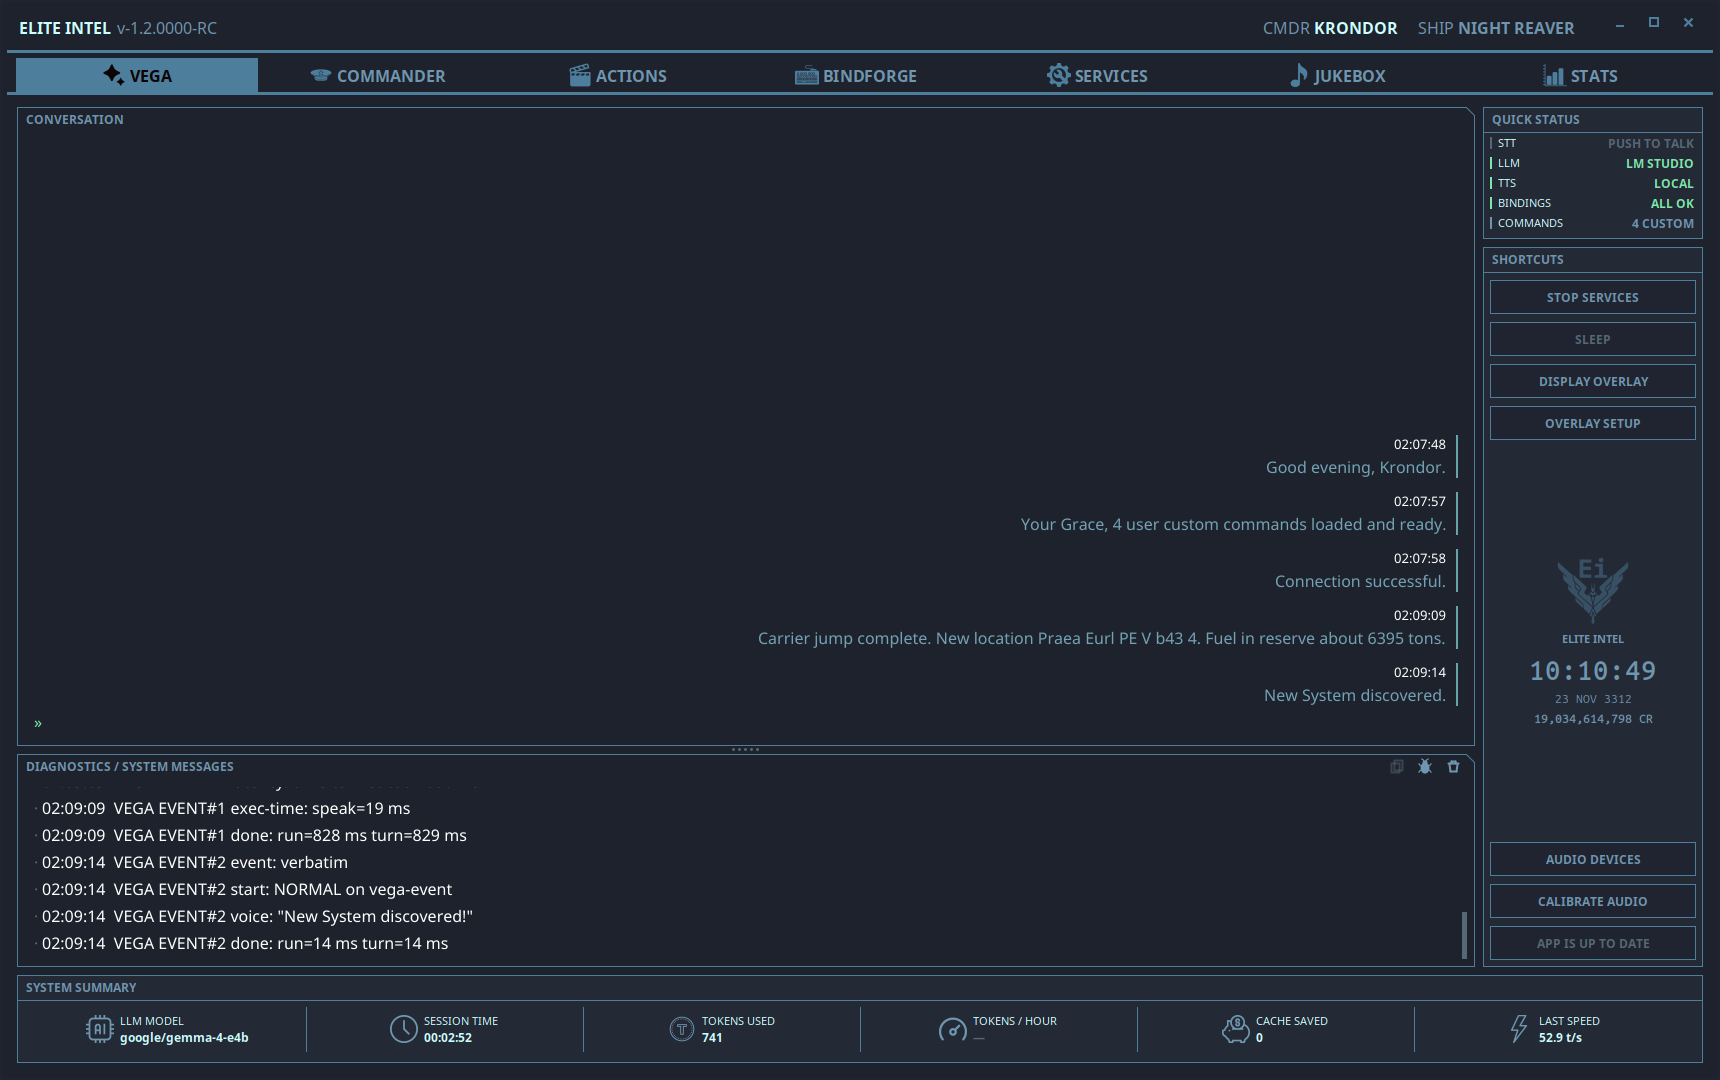 ELITE INTEL v-1.2.0000-RC
CMDR KRONDOR SHIP NIGHT REAVER
VEGA
COMMANDER
ACTIONS
BINDFORGE
SERVICES
JUKEBOX
STATS
CONVERSATION
02:07:48
Good evening, Krondor.
02:07:57
Your Grace, 4 user custom commands loaded and ready.
02:07:58
Connection successful.
02:09:09
Carrier jump complete. New location Praea Eurl PE V b43 4. Fuel in reserve about 6395 tons.
02:09:14
New System discovered.
»
DIAGNOSTICS / SYSTEM MESSAGES
· 02:09:09 VEGA EVENT#1 exec-time: speak=19 ms
· 02:09:09 VEGA EVENT#1 done: run=828 ms turn=829 ms
· 02:09:14 VEGA EVENT#2 event: verbatim
· 02:09:14 VEGA EVENT#2 start: NORMAL on vega-event
· 02:09:14 VEGA EVENT#2 voice: "New System discovered!"
· 02:09:14 VEGA EVENT#2 done: run=14 ms turn=14 ms
QUICK STATUS
STT PUSH TO TALK
LLM LM STUDIO
TTS LOCAL
BINDINGS ALL OK
COMMANDS 4 CUSTOM
SHORTCUTS
STOP SERVICES
SLEEP
DISPLAY OVERLAY
OVERLAY SETUP
Ei
ELITE INTEL
10:10:49
23 NOV 3312
19,034,614,798 CR
AUDIO DEVICES
CALIBRATE AUDIO
APP IS UP TO DATE
SYSTEM SUMMARY
AI
LLM MODEL
google/gemma-4-e4b
SESSION TIME
00:02:52
T
TOKENS USED
741
TOKENS / HOUR
—
CACHE SAVED
0
LAST SPEED
52.9 t/s